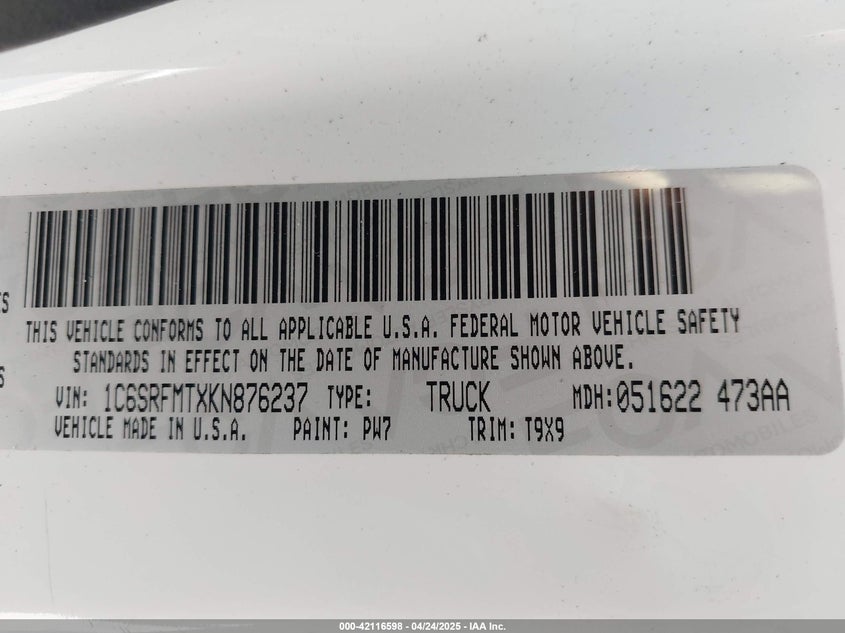 THIS VEHICLE CONFORMS TO ALL APPLICABLE U.S.A. FEDERAL MOTOR VEHICLE SAFETY
STANDARDS IN EFFECT ON THE DATE OF MANUFACTURE SHOWN ABOVE.
VIN: 1C6SRFMTXKN876237 TYPE: TRUCK MDH: 051622 473AA
VEHICLE MADE IN U.S.A. PAINT: PW7 TRIM: T9X9
000-42116598 - 04/24/2025 - IAA Inc.